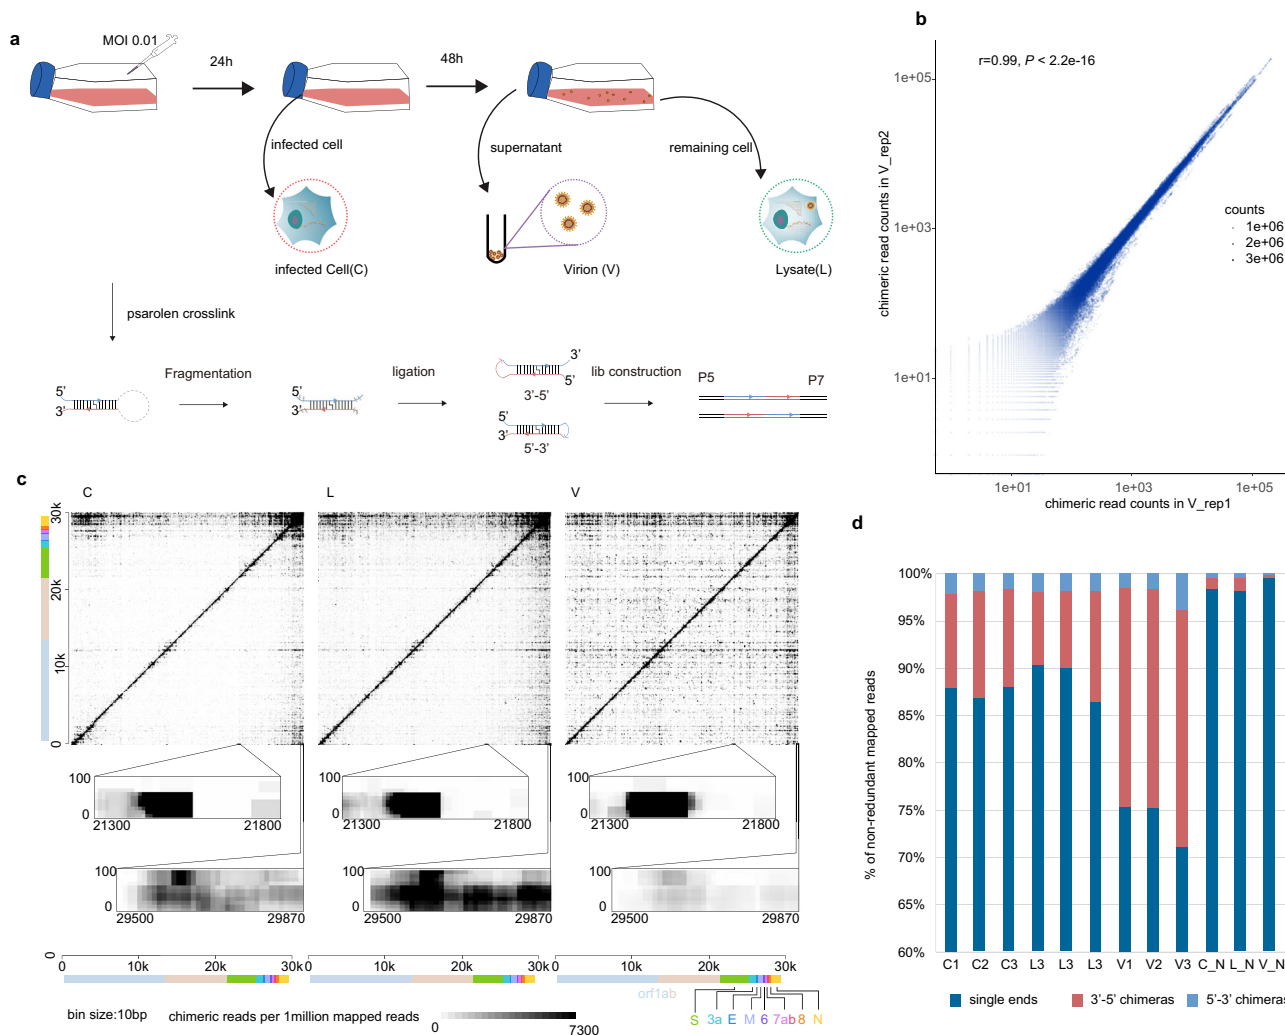 a
MOI 0.01
24h
48h
infected cell
supernatant
remaining cell
infected Cell(C)
Virion (V)
Lysate(L)
psarolen crosslink
Fragmentation
ligation
lib construction
5'
3'
5'
3'
3'
5'
3'-5'
5'-3'
P5
P7
b
r=0.99, P < 2.2e-16
chimeric read counts in V_rep2
1e+05
1e+03
1e+01
1e+01
1e+03
1e+05
chimeric read counts in V_rep1
counts
1e+06
2e+06
3e+06
c
C
L
V
30k
20k
10k
0
100
0
21300
21800
100
0
21300
21800
100
0
21300
21800
100
0
29500
29870
100
0
29500
29870
100
0
29500
29870
0
0
10k
20k
30k
0
10k
20k
30k
0
10k
20k
30k
orf1ab
S
3a
E
M
6
7ab
8
N
bin size:10bp
chimeric reads per 1million mapped reads
0
7300
d
% of non-redundant mapped reads
100%
95%
90%
85%
80%
75%
70%
65%
60%
C1
C2
C3
L3
L3
L3
V1
V2
V3
C_N
L_N
V_N
single ends
3'-5' chimeras
5'-3' chimeras